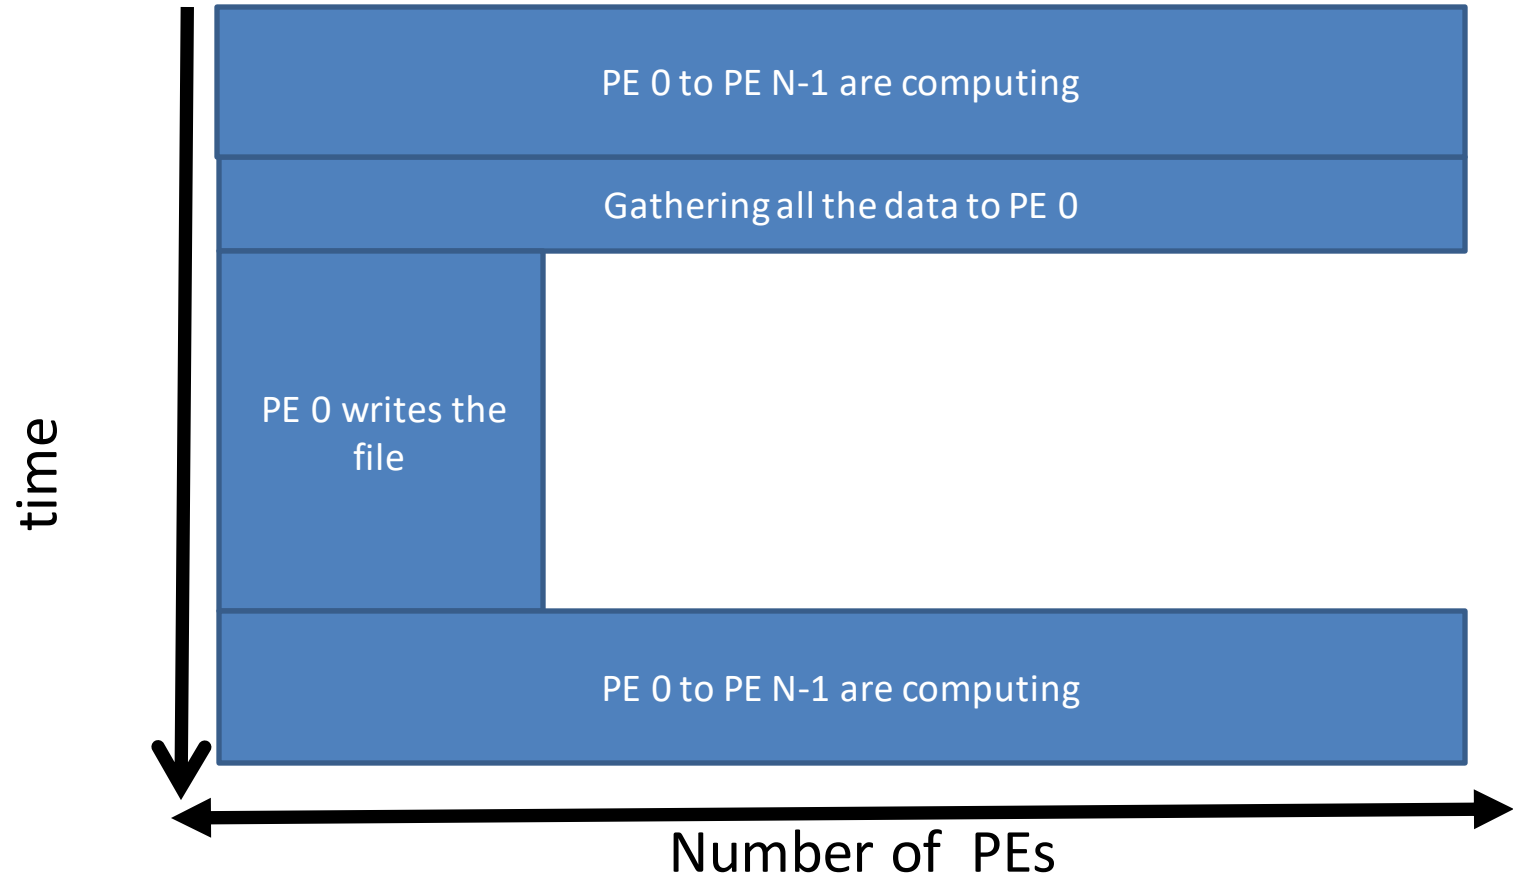 PE 0 to PE N-1 are computing
Gathering all the data to PE 0
PE 0 writes the
file
time
PE 0 to PE N-1 are computing
Number of PEs